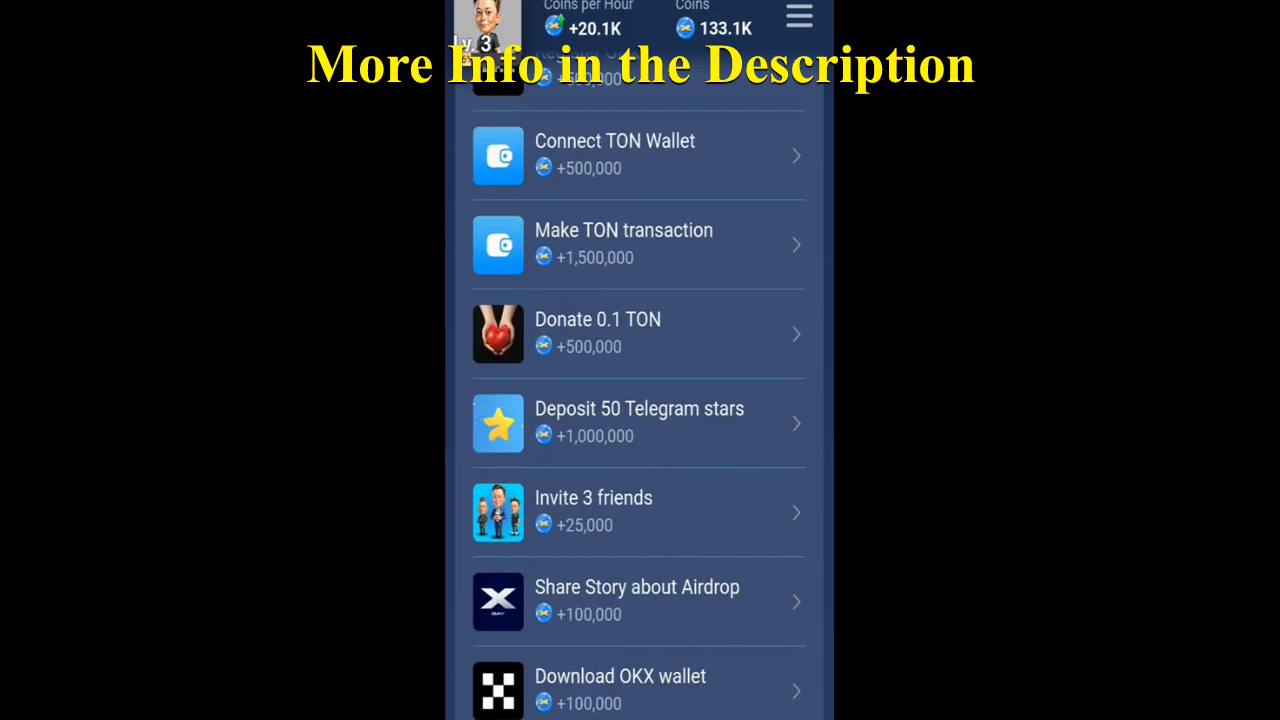 Coins per Hour
Coins
+20.1K
133.1K
Lv. 3
More Info in the Description
Connect TON Wallet
+500,000
Make TON transaction
+1,500,000
Donate 0.1 TON
+500,000
Deposit 50 Telegram stars
+1,000,000
Invite 3 friends
+25,000
Share Story about Airdrop
+100,000
X
Download OKX wallet
+100,000